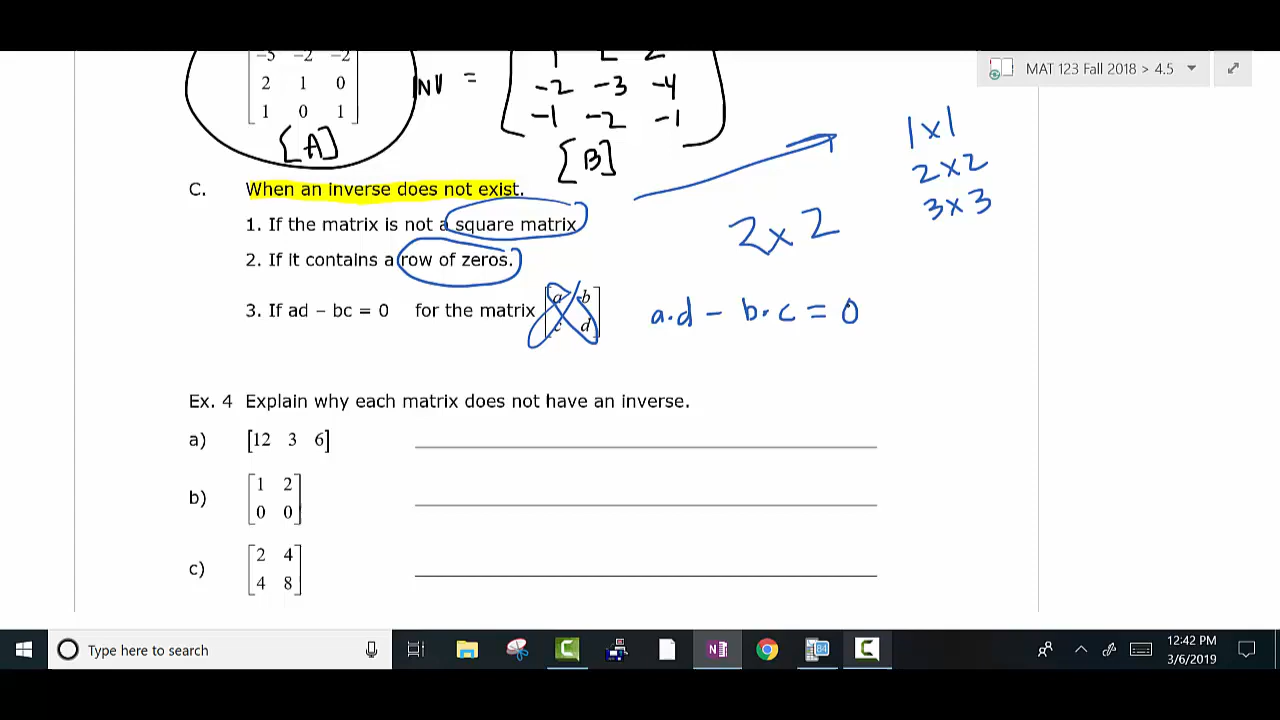 −3 −2 −2
2 1 0
1 0 1
[A]
INV =
-2 -3 -4
-1 -2 -1
[B]
MAT 123 Fall 2018 > 4.5
1x1
2x2
3x3
C. When an inverse does not exist.
1. If the matrix is not a square matrix
2x2
2. If it contains a row of zeros.
3. If ad − bc = 0 for the matrix [a b
c d]
a·d - b·c = 0
Ex. 4 Explain why each matrix does not have an inverse.
a) [12 3 6]
b) [1 2
0 0]
c) [2 4
4 8]
Type here to search
12:42 PM
3/6/2019